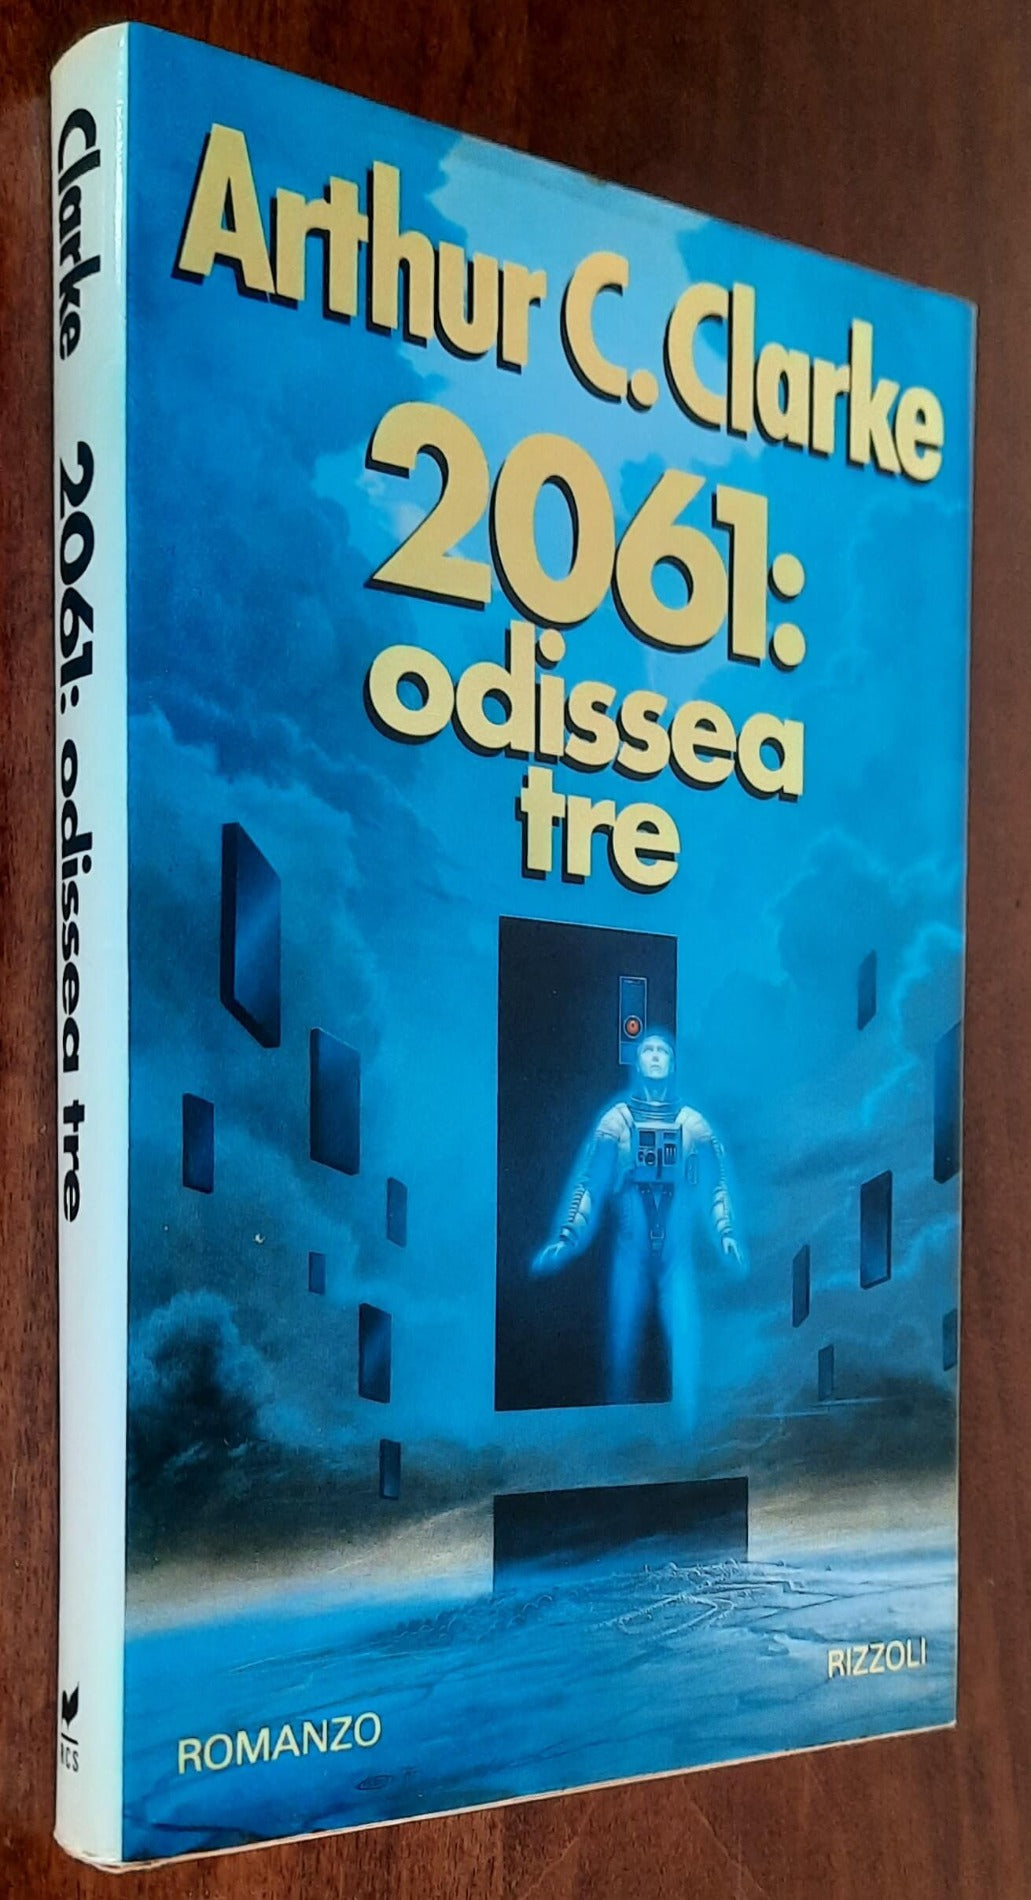 Clarke 2061: odissea tre
RCS
Arthur C. Clarke
2061:
odissea
tre
RIZZOLI
ROMANZO